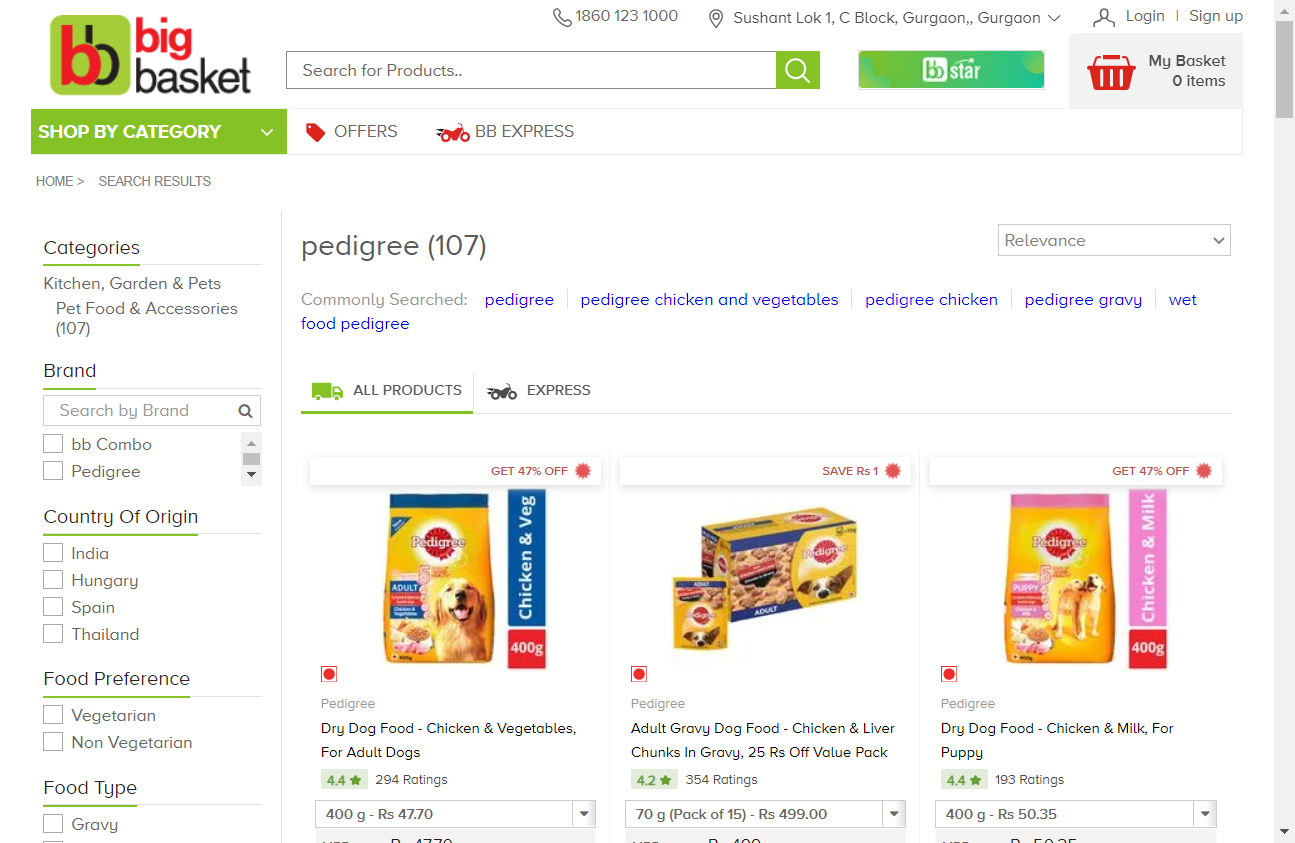 1860 123 1000
Sushant Lok 1, C Block, Gurgaon,, Gurgaon
Login | Sign up
big
basket
bb
Search for Products..
bb star
My Basket
0 items
SHOP BY CATEGORY
OFFERS
BB EXPRESS
HOME > SEARCH RESULTS
Categories
Kitchen, Garden & Pets
Pet Food & Accessories
(107)
Brand
Search by Brand
bb Combo
Pedigree
Country Of Origin
India
Hungary
Spain
Thailand
Food Preference
Vegetarian
Non Vegetarian
Food Type
Gravy
pedigree (107)
Relevance
Commonly Searched: pedigree pedigree chicken and vegetables pedigree chicken pedigree gravy wet
food pedigree
ALL PRODUCTS
EXPRESS
GET 47% OFF
Pedigree
ADULT
Chicken & Veg
400g
Pedigree
Dry Dog Food - Chicken & Vegetables,
For Adult Dogs
4.4 294 Ratings
400 g - Rs 47.70
SAVE Rs 1
Pedigree
ADULT
Pedigree
Adult Gravy Dog Food - Chicken & Liver
Chunks In Gravy, 25 Rs Off Value Pack
4.2 354 Ratings
70 g (Pack of 15) - Rs 499.00
GET 47% OFF
Pedigree
PUPPY
Chicken & Milk
400g
Pedigree
Dry Dog Food - Chicken & Milk, For
Puppy
4.4 193 Ratings
400 g - Rs 50.35